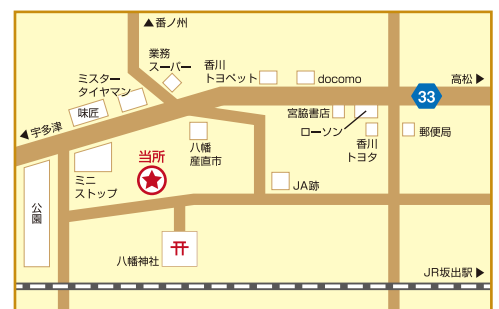 ▲番ノ州
業務
スーパー
香川
トヨペット
docomo
高松▶
ミスター
タイヤマン
味匠
33
宮脇書店
ローソン
香川
トヨタ
郵便局
◀宇多津
八幡
産直市
当所
ミニ
ストップ
JA跡
公園
八幡神社
JR坂出駅▶